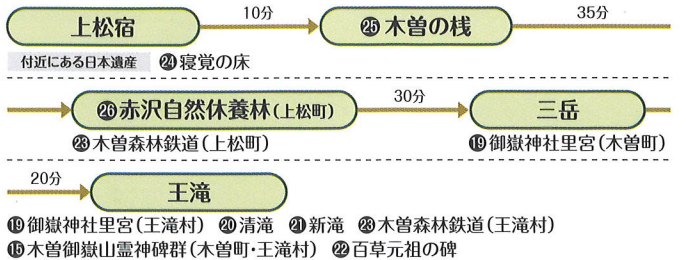 上松宿 10分 ㉕木曽の桟 35分
付近にある日本遺産 ㉔寝覚の床
㉖赤沢自然休養林(上松町) 30分 三岳
㉓木曽森林鉄道(上松町) ⑲御嶽神社里宮(木曽町)
20分 王滝
⑲御嶽神社里宮(王滝村) ⑳清滝 ㉑新滝 ㉓木曽森林鉄道(王滝村)
⑮木曽御嶽山霊神碑群(木曽町・王滝村) ㉒百草元祖の碑